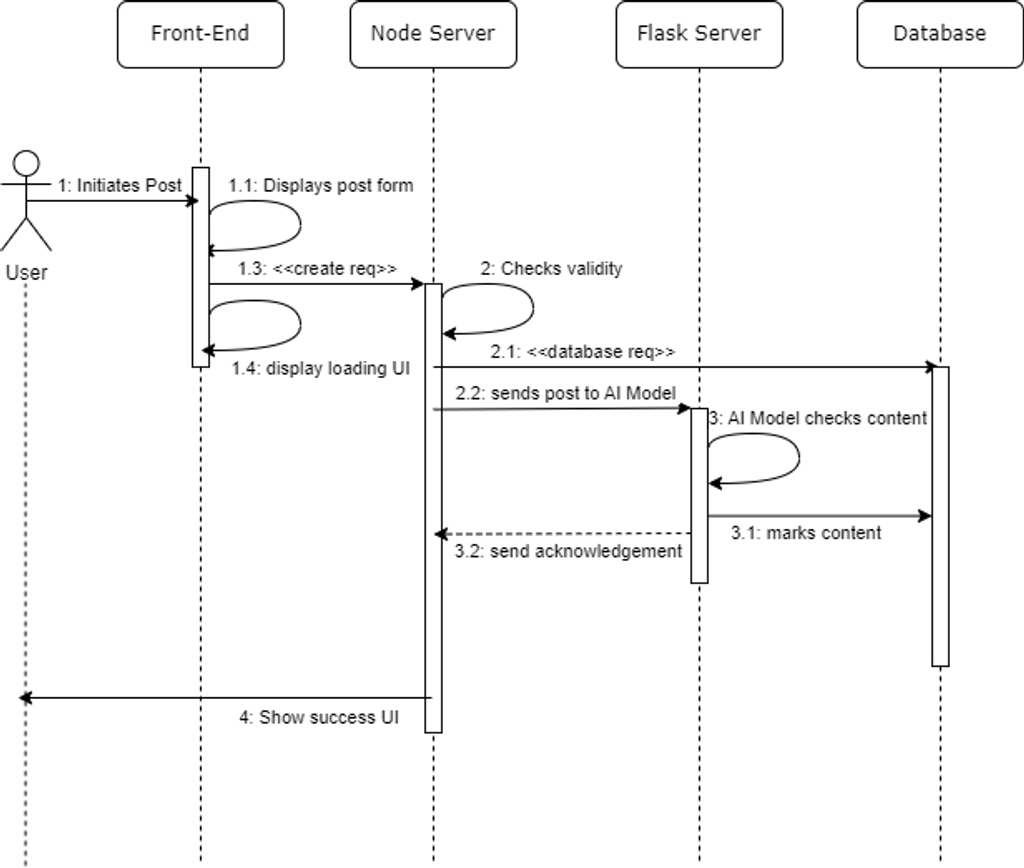 Front-End
Node Server
Flask Server
Database
1: Initiates Post
1.1: Displays post form
User
1.3: <<create req>>
2: Checks validity
2.1: <<database req>>
1.4: display loading UI
2.2: sends post to AI Model
3: AI Model checks content
3.1: marks content
3.2: send acknowledgement
4: Show success UI